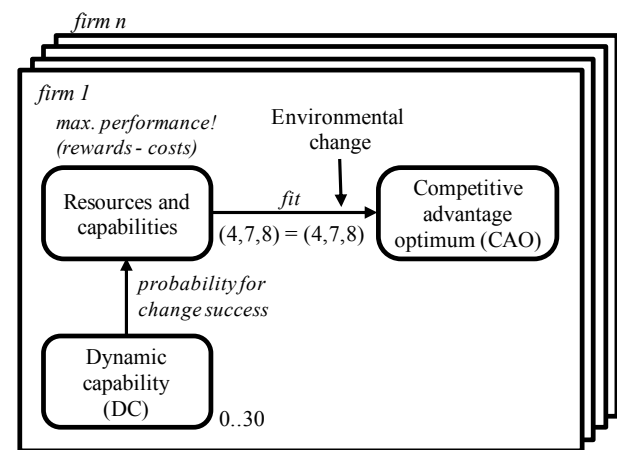 firm n
firm 1
max. performance!
(rewards - costs)
Environmental
change
Resources and
capabilities
fit
(4,7,8) = (4,7,8)
Competitive
advantage
optimum (CAO)
probability for
change success
Dynamic
capability
(DC)
0..30